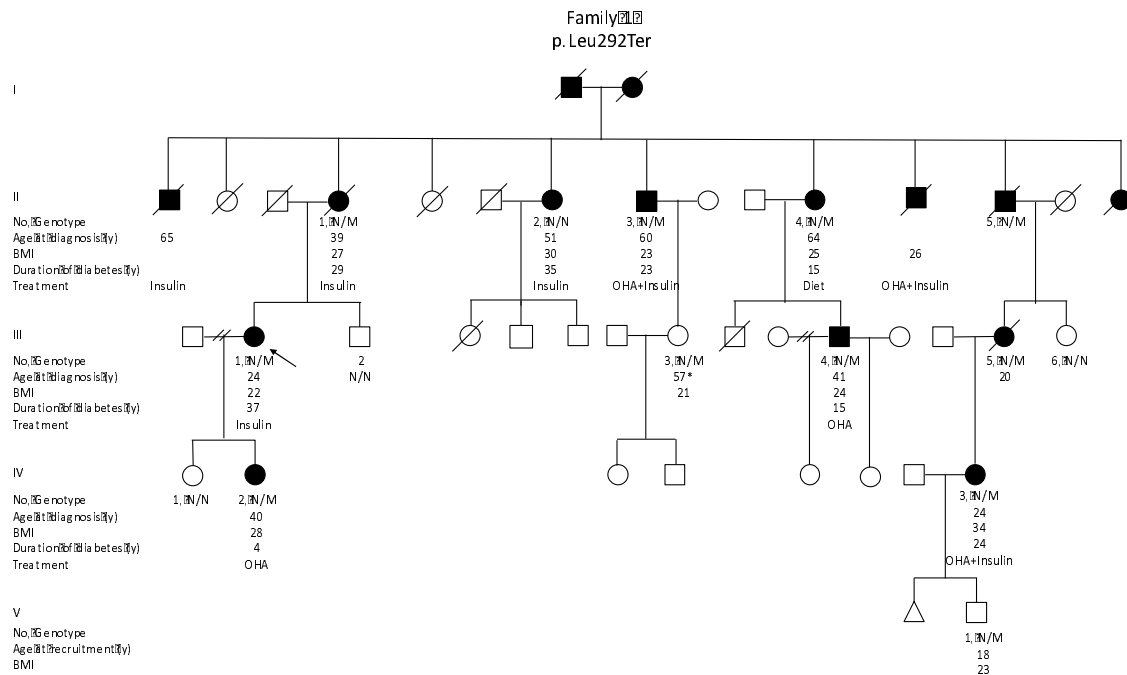 Family⍰1⍰
p.Leu292Ter
I
II
No,⍰Genotype 1,⍰N/M 2,⍰N/N 3,⍰N/M 4,⍰N/M 5,⍰N/M
Age⍰at⍰diagnosis⍰(y) 65 39 51 60 64
BMI 27 30 23 25 26
Duration⍰of⍰diabetes⍰(y) 29 35 23 15
Treatment Insulin Insulin Insulin OHA+Insulin Diet OHA+Insulin
III
No,⍰Genotype 1,⍰N/M 2 3,⍰N/M 4,⍰N/M 5,⍰N/M 6,⍰N/N
Age⍰at⍰diagnosis⍰(y) 24 N/N 57* 41 20
BMI 22 21 24
Duration⍰of⍰diabetes⍰(y) 37 15
Treatment Insulin OHA
IV
No,⍰Genotype 1,⍰N/N 2,⍰N/M 3,⍰N/M
Age⍰at⍰diagnosis⍰(y) 40 24
BMI 28 34
Duration⍰of⍰diabetes⍰(y) 4 24
Treatment OHA OHA+Insulin
V
No,⍰Genotype 1,⍰N/M
Age⍰at⍰recruitment⍰(y) 18
BMI 23